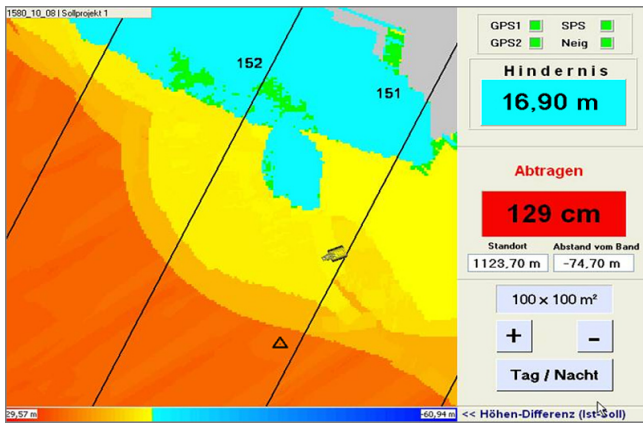 1580_10_08 | Sollprojekt 1
GPS1 SPS
GPS2 Neig
Hindernis
16,90 m
152
151
Abtragen
129 cm
Standort Abstand vom Band
1123,70 m -74,70 m
100 x 100 m²
+ -
Tag / Nacht
29,57 m -60,94 m << Höhen-Differenz (Ist-Soll)